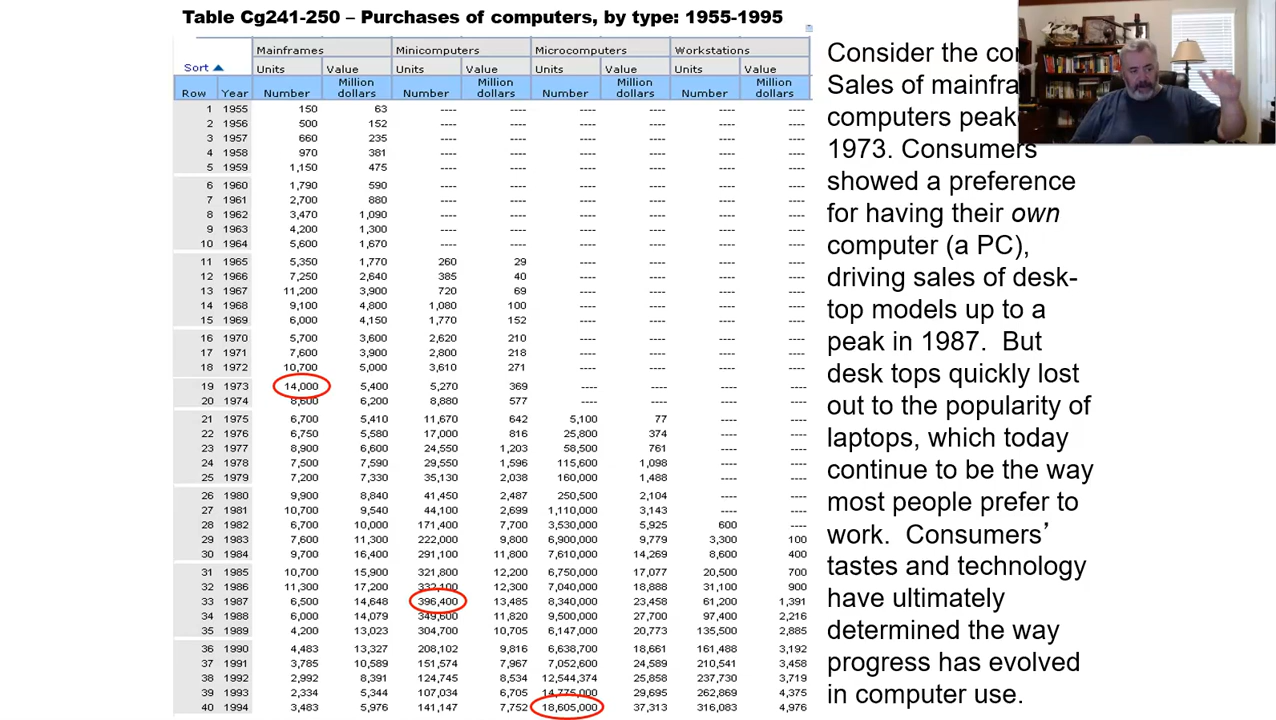 Table Cg241-250 – Purchases of computers, by type: 1955-1995
Mainframes Minicomputers Microcomputers Workstations
Sort Units Value Units Value Units Value Units Value
Row Year Number Million dollars Number Million dollars Number Million dollars Number Million dollars
1 1955 150 63 ---- ---- ---- ---- ---- ----
2 1956 500 152 ---- ---- ---- ---- ---- ----
3 1957 660 235 ---- ---- ---- ---- ---- ----
4 1958 970 381 ---- ---- ---- ---- ---- ----
5 1959 1,150 475 ---- ---- ---- ---- ---- ----
6 1960 1,790 590 ---- ---- ---- ---- ---- ----
7 1961 2,700 880 ---- ---- ---- ---- ---- ----
8 1962 3,470 1,090 ---- ---- ---- ---- ---- ----
9 1963 4,200 1,300 ---- ---- ---- ---- ---- ----
10 1964 5,600 1,670 ---- ---- ---- ---- ---- ----
11 1965 5,350 1,770 260 29 ---- ---- ---- ----
12 1966 7,250 2,640 385 40 ---- ---- ---- ----
13 1967 11,200 3,900 720 69 ---- ---- ---- ----
14 1968 9,100 4,800 1,080 100 ---- ---- ---- ----
15 1969 6,000 4,150 1,770 152 ---- ---- ---- ----
16 1970 5,700 3,600 2,620 210 ---- ---- ---- ----
17 1971 7,600 3,900 2,800 218 ---- ---- ---- ----
18 1972 10,700 5,000 3,610 271 ---- ---- ---- ----
19 1973 14,000 5,400 5,270 369 ---- ---- ---- ----
20 1974 8,600 6,200 8,880 577 ---- ---- ---- ----
21 1975 6,700 5,410 11,670 642 5,100 77 ---- ----
22 1976 6,750 5,580 17,000 816 25,800 374 ---- ----
23 1977 8,900 6,600 24,550 1,203 58,500 761 ---- ----
24 1978 7,500 7,590 29,550 1,596 115,600 1,098 ---- ----
25 1979 7,200 7,330 35,130 2,038 160,000 1,488 ---- ----
26 1980 9,900 8,840 41,450 2,487 250,500 2,104 ---- ----
27 1981 10,700 9,540 44,100 2,699 1,110,000 3,143 ---- ----
28 1982 6,700 10,000 171,400 7,700 3,530,000 5,925 600 ----
29 1983 7,600 11,300 222,000 9,800 6,900,000 9,779 3,300 100
30 1984 9,700 16,400 291,100 11,800 7,610,000 14,269 8,600 400
31 1985 10,700 15,900 321,800 12,200 6,750,000 17,077 20,500 700
32 1986 11,300 17,200 332,100 12,300 7,040,000 18,888 31,100 900
33 1987 6,500 14,648 396,400 13,485 8,340,000 23,458 61,200 1,391
34 1988 6,000 14,079 349,600 11,820 9,500,000 27,700 97,400 2,216
35 1989 4,200 13,023 304,700 10,705 6,147,000 20,773 135,500 2,885
36 1990 4,483 13,327 208,102 9,816 6,638,700 18,661 161,488 3,192
37 1991 3,785 10,589 151,574 7,967 7,052,600 24,589 210,541 3,458
38 1992 2,992 8,391 124,745 8,534 12,544,374 25,858 237,730 3,719
39 1993 2,334 5,344 107,034 6,705 14,775,000 29,695 262,869 4,375
40 1994 3,483 5,976 141,147 7,752 18,605,000 37,313 316,083 4,976
Consider the co
Sales of mainfra
computers peak
1973. Consumers
showed a preference
for having their own
computer (a PC),
driving sales of desk-
top models up to a
peak in 1987. But
desk tops quickly lost
out to the popularity of
laptops, which today
continue to be the way
most people prefer to
work. Consumers’
tastes and technology
have ultimately
determined the way
progress has evolved
in computer use.